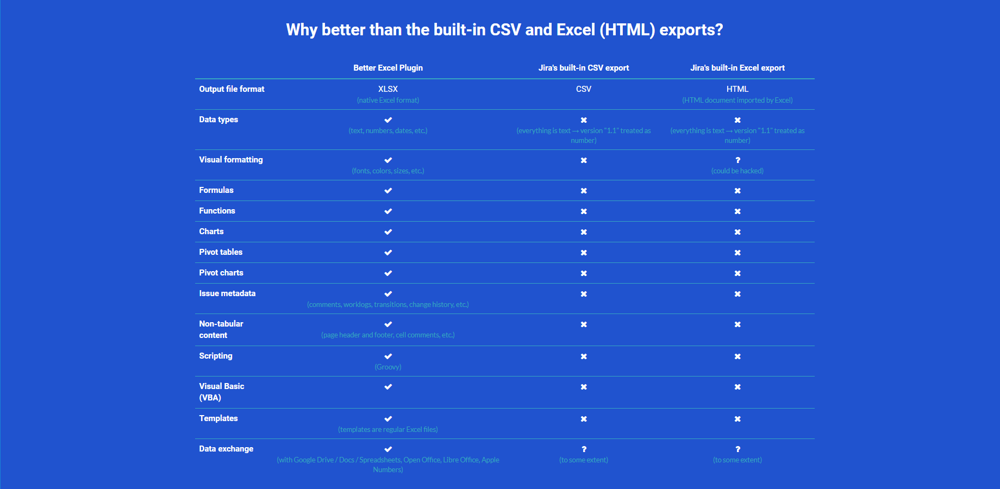 Why better than the built-in CSV and Excel (HTML) exports?
Better Excel Plugin Jira's built-in CSV export Jira's built-in Excel export
Output file format XLSX CSV HTML
(native Excel format) (HTML document imported by Excel)
Data types ✔ ✖ ✖
(text, numbers, dates, etc.) (everything is text → version "1.1" treated as (everything is text → version "1.1" treated as
number) number)
Visual formatting ✔ ✖ ?
(fonts, colors, sizes, etc.) (could be hacked)
Formulas ✔ ✖ ✖
Functions ✔ ✖ ✖
Charts ✔ ✖ ✖
Pivot tables ✔ ✖ ✖
Pivot charts ✔ ✖ ✖
Issue metadata ✔ ✖ ✖
(comments, worklogs, transitions, change history, etc.)
Non-tabular ✔ ✖ ✖
content (page header and footer, cell comments, etc.)
Scripting ✔ ✖ ✖
(Groovy)
Visual Basic ✔ ✖ ✖
(VBA)
Templates ✔ ✖ ✖
(templates are regular Excel files)
Data exchange ✔ ? ?
(with Google Drive / Docs / Spreadsheets, Open Office, Libre Office, Apple (to some extent) (to some extent)
Numbers)